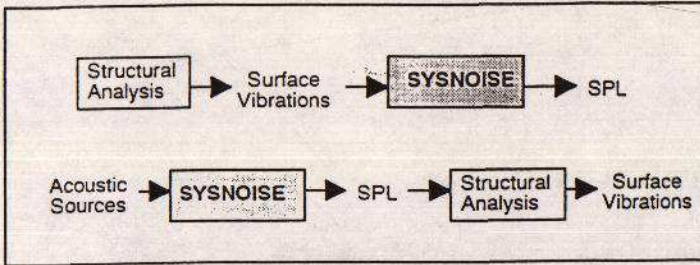 Structural
Analysis
Surface
Vibrations
SYSNOISE
SPL
Acoustic
Sources
SYSNOISE
SPL
Structural
Analysis
Surface
Vibrations